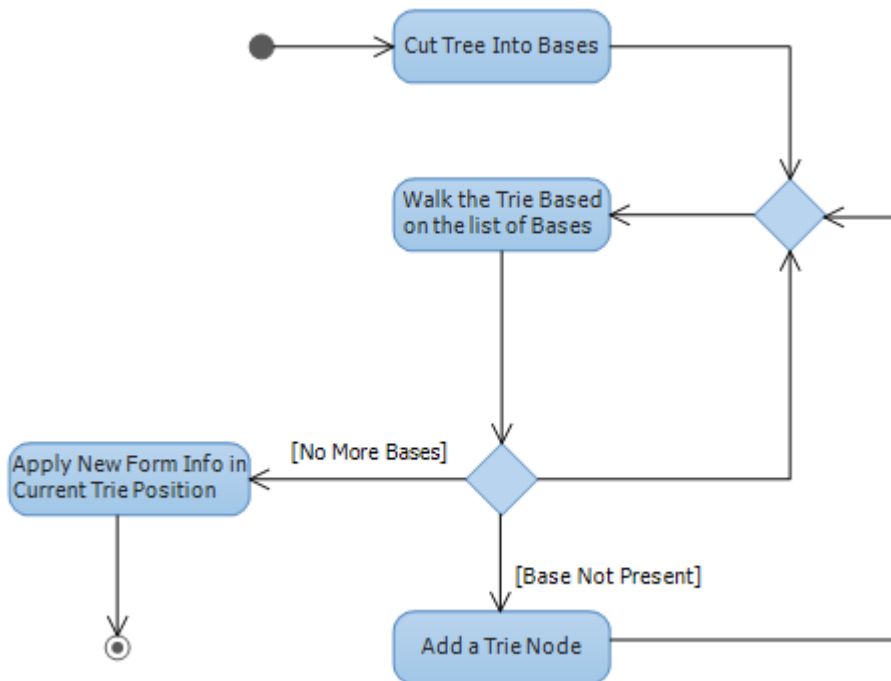 Cut Tree Into Bases
Walk the Trie Based
on the list of Bases
[No More Bases]
Apply New Form Info in
Current Trie Position
[Base Not Present]
Add a Trie Node